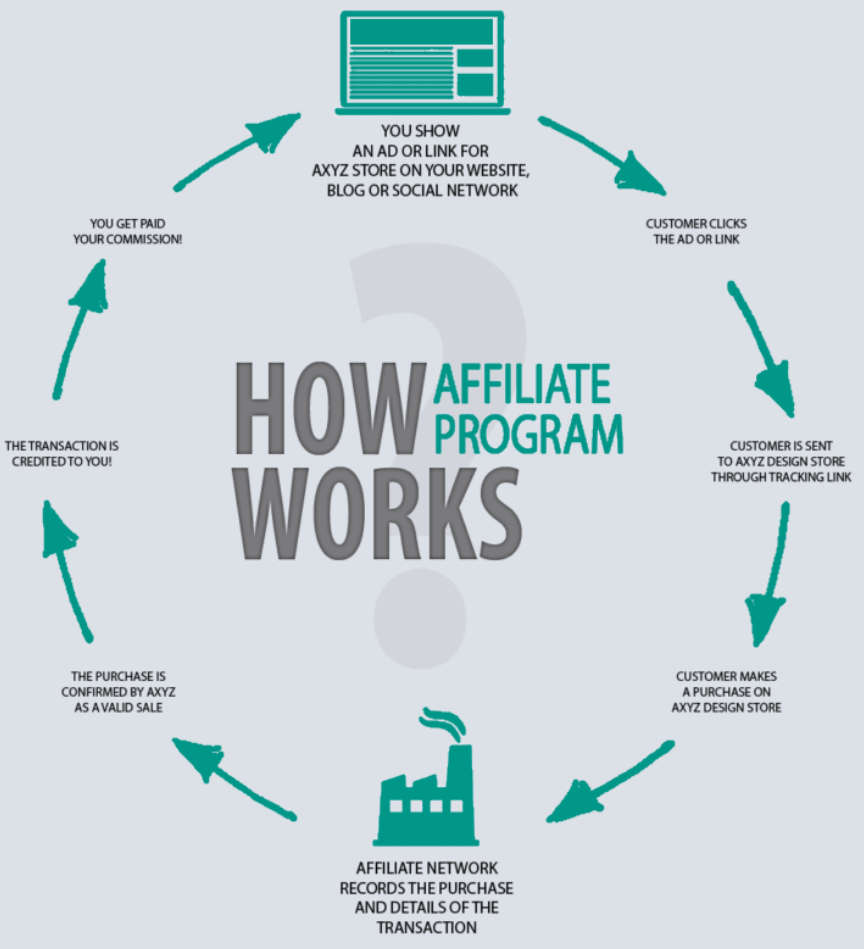 YOU SHOW
AN AD OR LINK FOR
AXYZ STORE ON YOUR WEBSITE,
BLOG OR SOCIAL NETWORK
CUSTOMER CLICKS
THE AD OR LINK
CUSTOMER IS SENT
TO AXYZ DESIGN STORE
THROUGH TRACKING LINK
CUSTOMER MAKES
A PURCHASE ON
AXYZ DESIGN STORE
AFFILIATE NETWORK
RECORDS THE PURCHASE
AND DETAILS OF THE
TRANSACTION
THE PURCHASE IS
CONFIRMED BY AXYZ
AS A VALID SALE
THE TRANSACTION IS
CREDITED TO YOU!
YOU GET PAID
YOUR COMMISSION!
?
HOW AFFILIATE
PROGRAM
WORKS